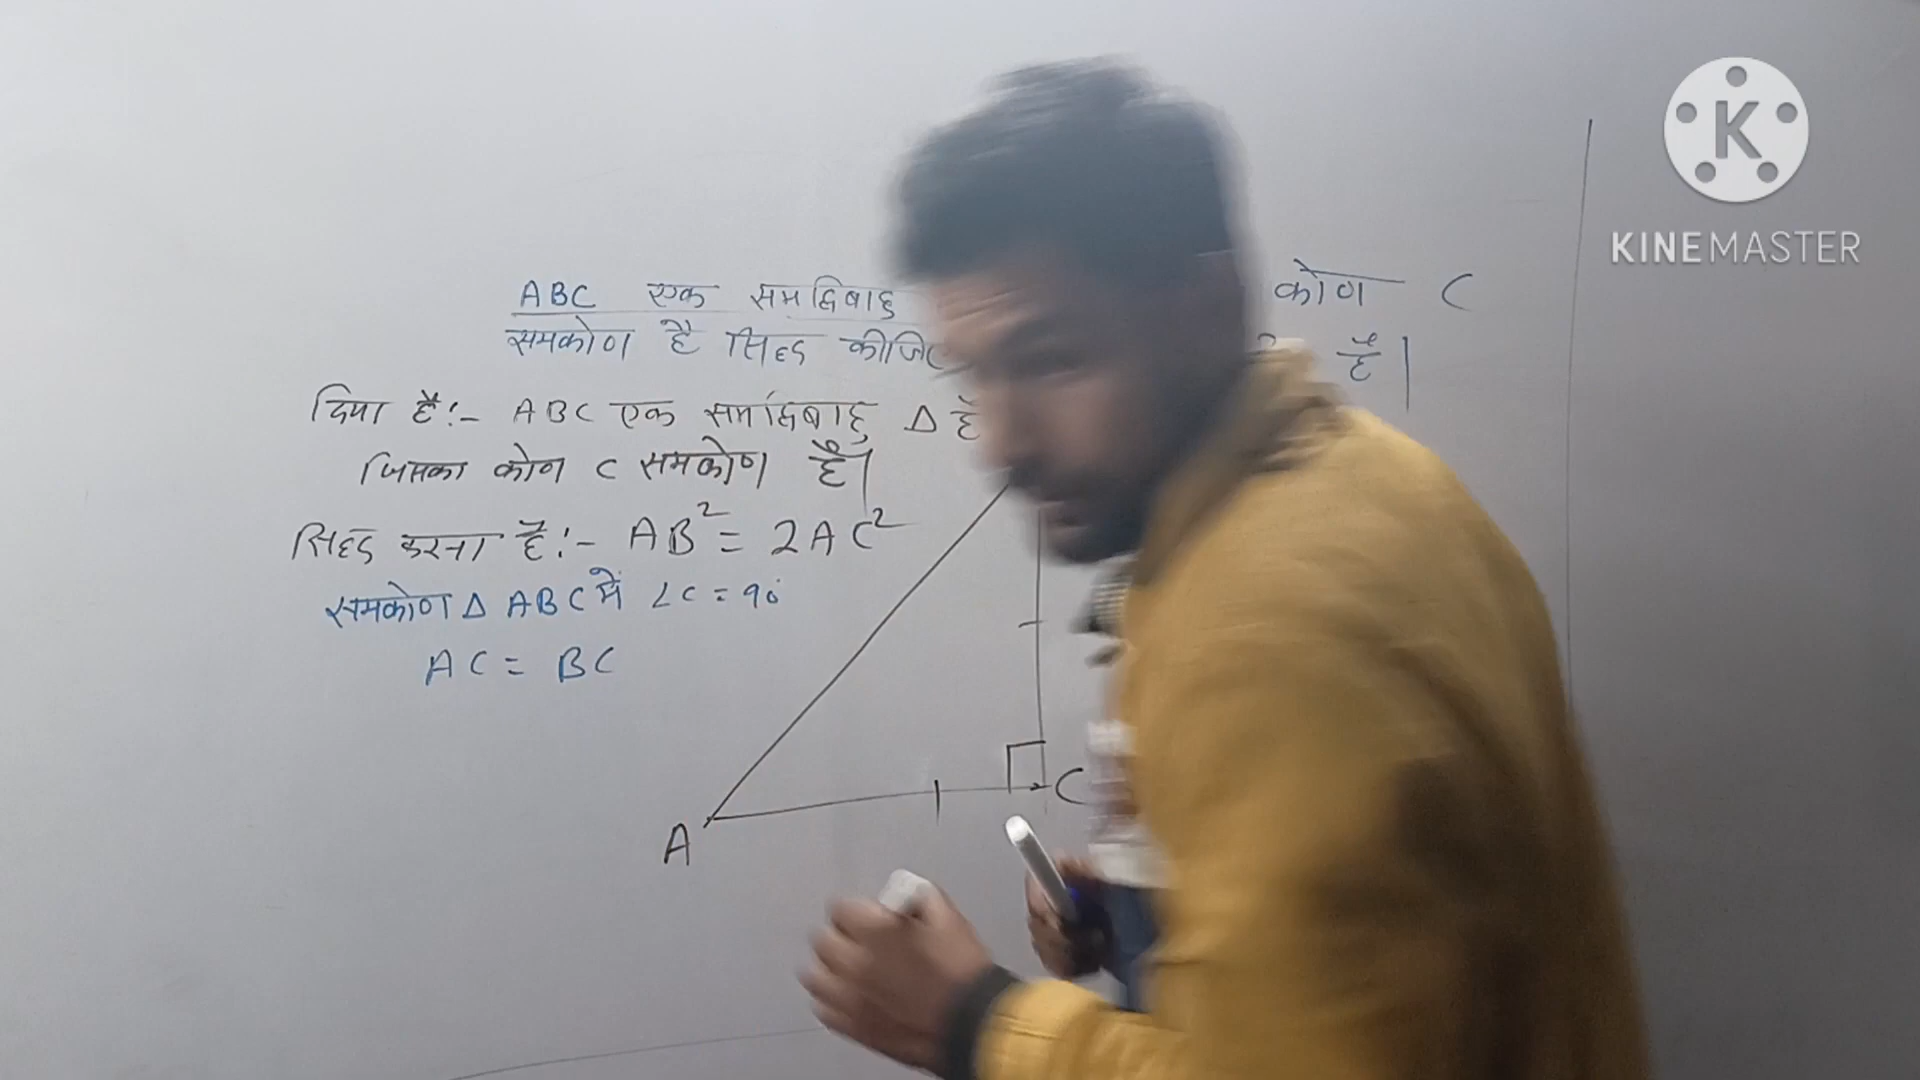 ABC एक समद्विबाहु कोण C
समकोण है सिद्ध कीजिए है।
दिया है:- ABC एक समद्विबाहु Δ है
जिसका कोण C समकोण है।
सिद्ध करना है:- AB² = 2AC²
समकोण Δ ABC में ∠C = 90°
AC = BC
C
A
K
KINEMASTER